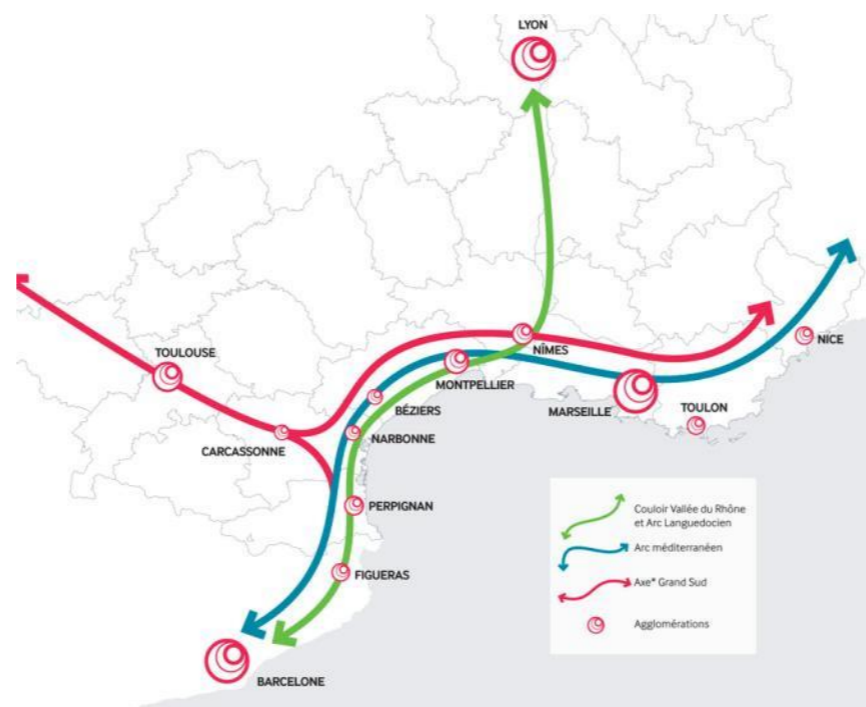 LYON
TOULOUSE
NÎMES
NICE
MONTPELLIER
BÉZIERS
MARSEILLE
TOULON
CARCASSONNE
NARBONNE
PERPIGNAN
FIGUERAS
BARCELONE
Couloir Vallée du Rhône
et Arc Languedocien
Arc méditerranéen
Axe* Grand Sud
Agglomérations